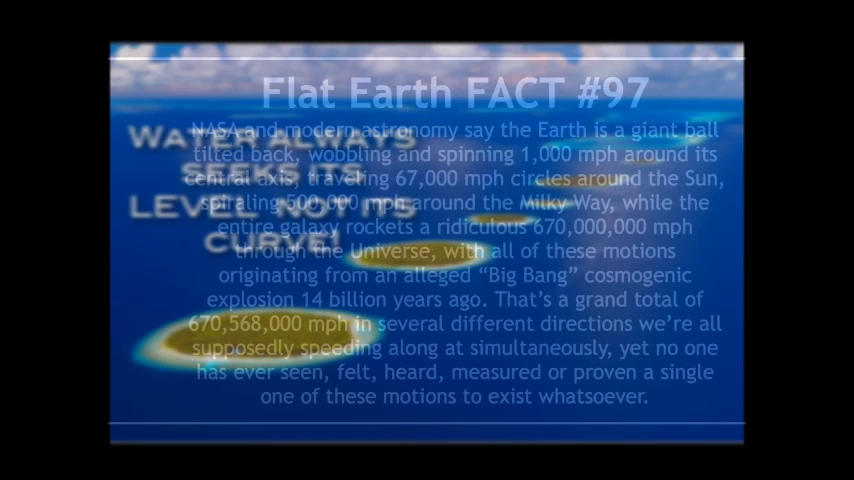 Flat Earth FACT #97
NASA and modern astronomy say the Earth is a giant ball
tilted back, wobbling and spinning 1,000 mph around its
central axis, traveling 67,000 mph circles around the Sun,
spiraling 500,000 mph around the Milky Way, while the
entire galaxy rockets a ridiculous 670,000,000 mph
through the Universe, with all of these motions
originating from an alleged “Big Bang” cosmogenic
explosion 14 billion years ago. That’s a grand total of
670,568,000 mph in several different directions we’re all
supposedly speeding along at simultaneously, yet no one
has ever seen, felt, heard, measured or proven a single
one of these motions to exist whatsoever.
WATER ALWAYS
SEEKS ITS
LEVEL NOT ITS
CURVE!